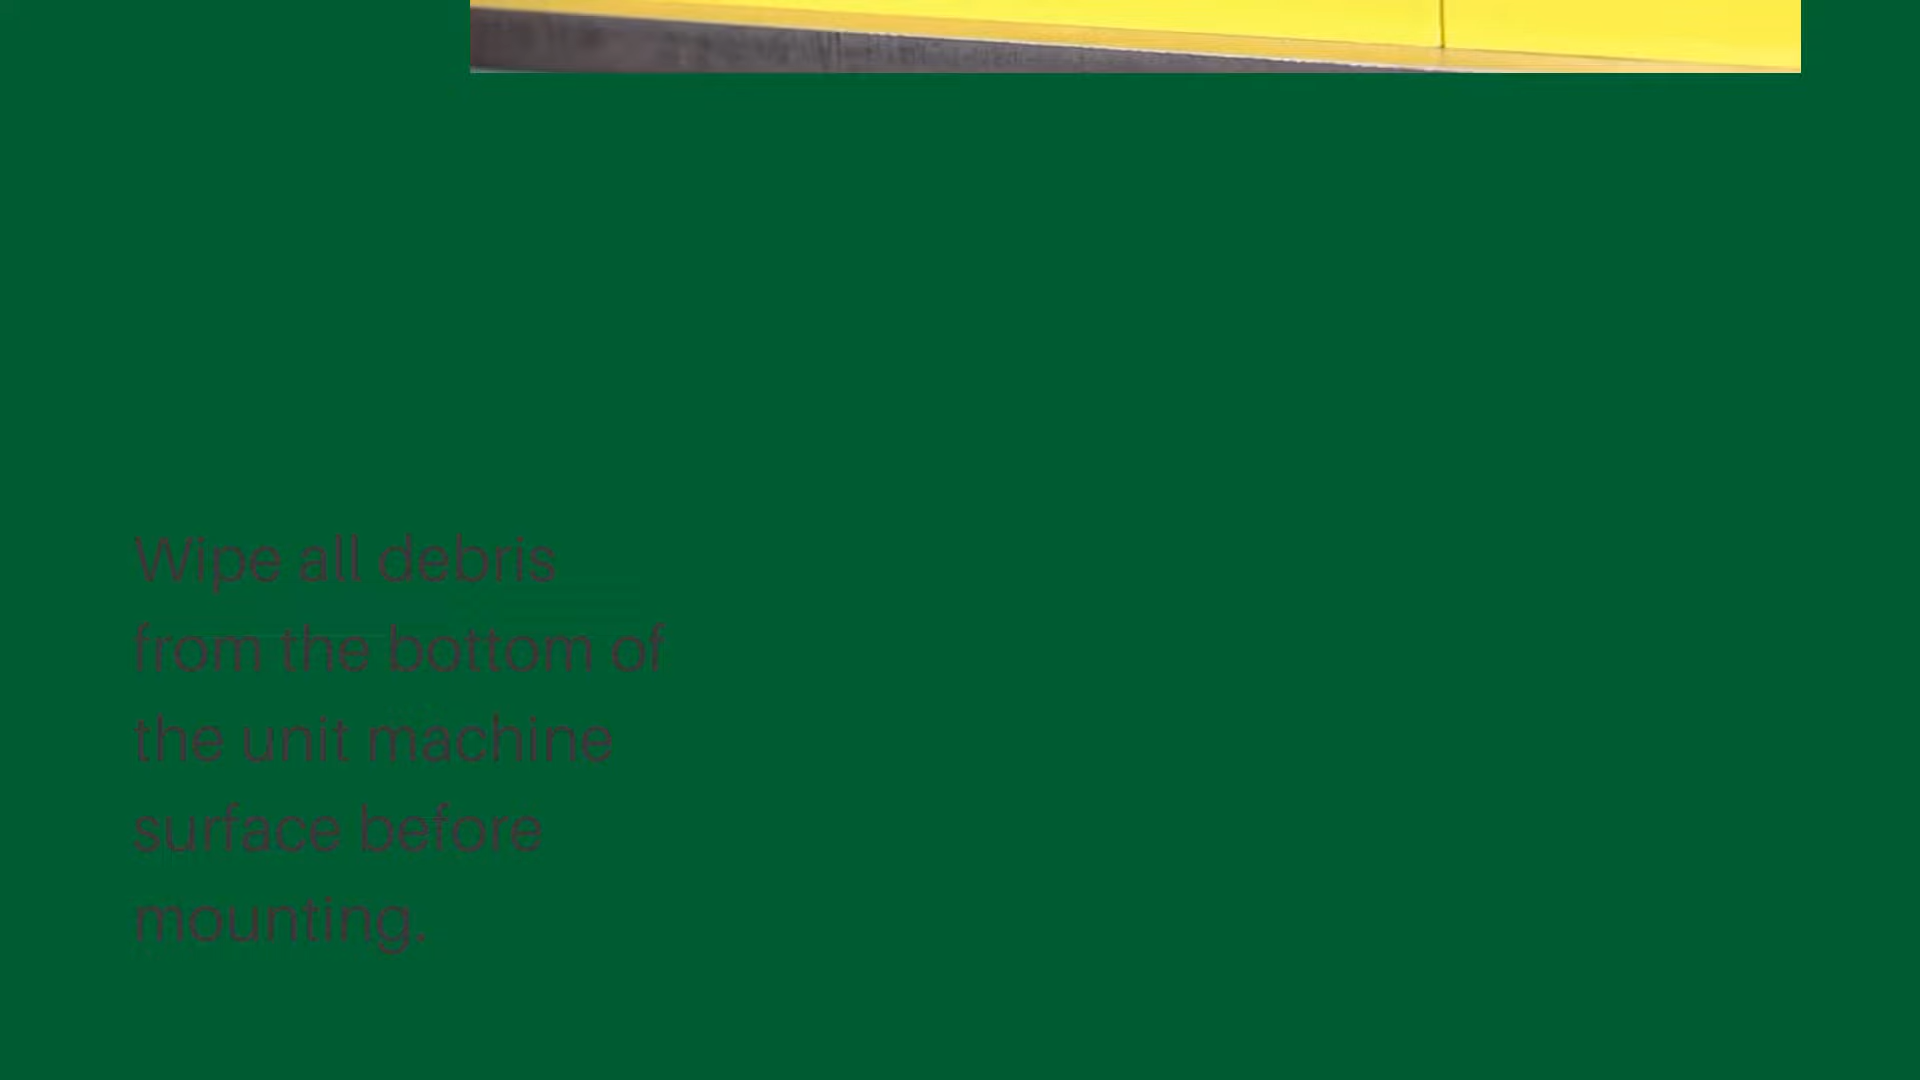 Wipe all debris
from the bottom of
the unit machine
surface before
mounting.